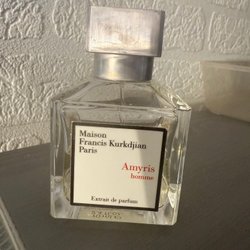 Maison
Francis Kurkdjian
Paris
Amyris
homme
Extrait de parfum